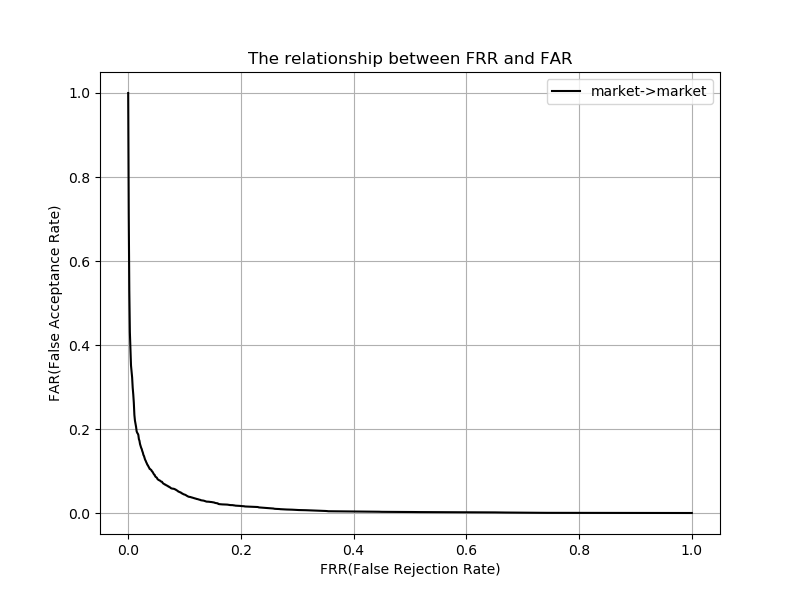 The relationship between FRR and FAR
market->market
1.0
0.8
0.6
0.4
0.2
0.0
FAR(False Acceptance Rate)
0.0 0.2 0.4 0.6 0.8 1.0
FRR(False Rejection Rate)